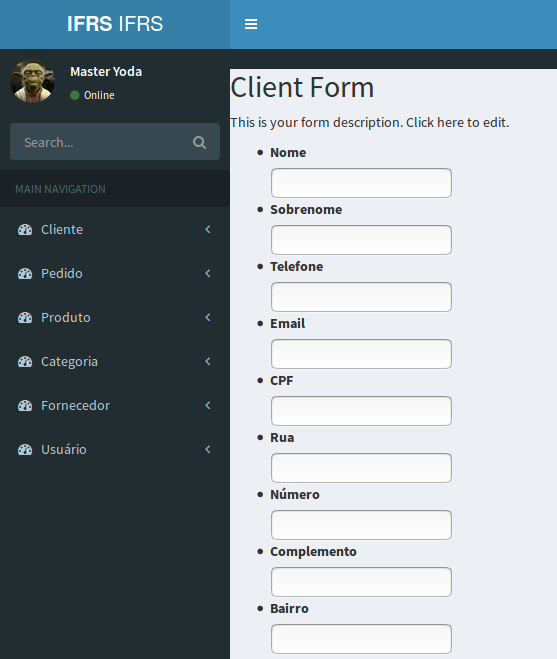 IFRS IFRS
Master Yoda
Online
Search...
MAIN NAVIGATION
Cliente
Pedido
Produto
Categoria
Fornecedor
Usuário
Client Form
This is your form description. Click here to edit.
Nome
Sobrenome
Telefone
Email
CPF
Rua
Número
Complemento
Bairro